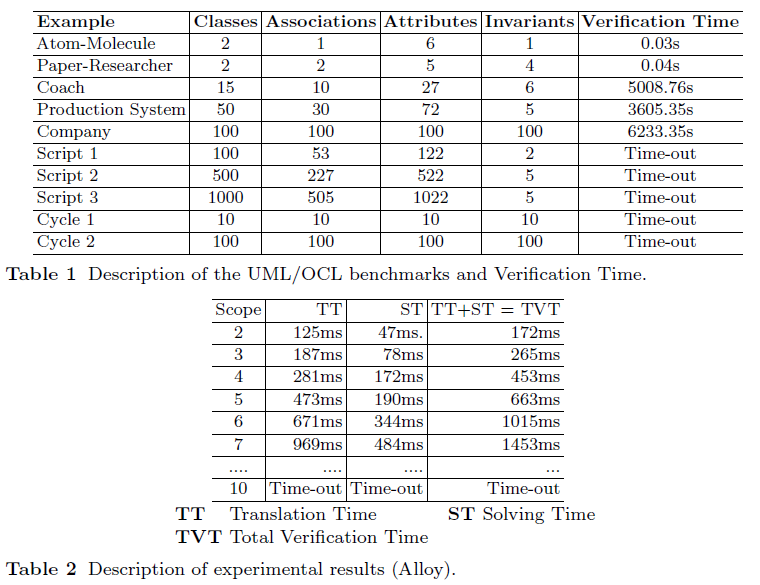 Example Classes Associations Attributes Invariants Verification Time
Atom-Molecule 2 1 6 1 0.03s
Paper-Researcher 2 2 5 4 0.04s
Coach 15 10 27 6 5008.76s
Production System 50 30 72 5 3605.35s
Company 100 100 100 100 6233.35s
Script 1 100 53 122 2 Time-out
Script 2 500 227 522 5 Time-out
Script 3 1000 505 1022 5 Time-out
Cycle 1 10 10 10 10 Time-out
Cycle 2 100 100 100 100 Time-out
Table 1 Description of the UML/OCL benchmarks and Verification Time.
Scope TT ST TT+ST = TVT
2 125ms 47ms. 172ms
3 187ms 78ms 265ms
4 281ms 172ms 453ms
5 473ms 190ms 663ms
6 671ms 344ms 1015ms
7 969ms 484ms 1453ms
.... .... .... ...
10 Time-out Time-out Time-out
TT Translation Time ST Solving Time
TVT Total Verification Time
Table 2 Description of experimental results (Alloy).